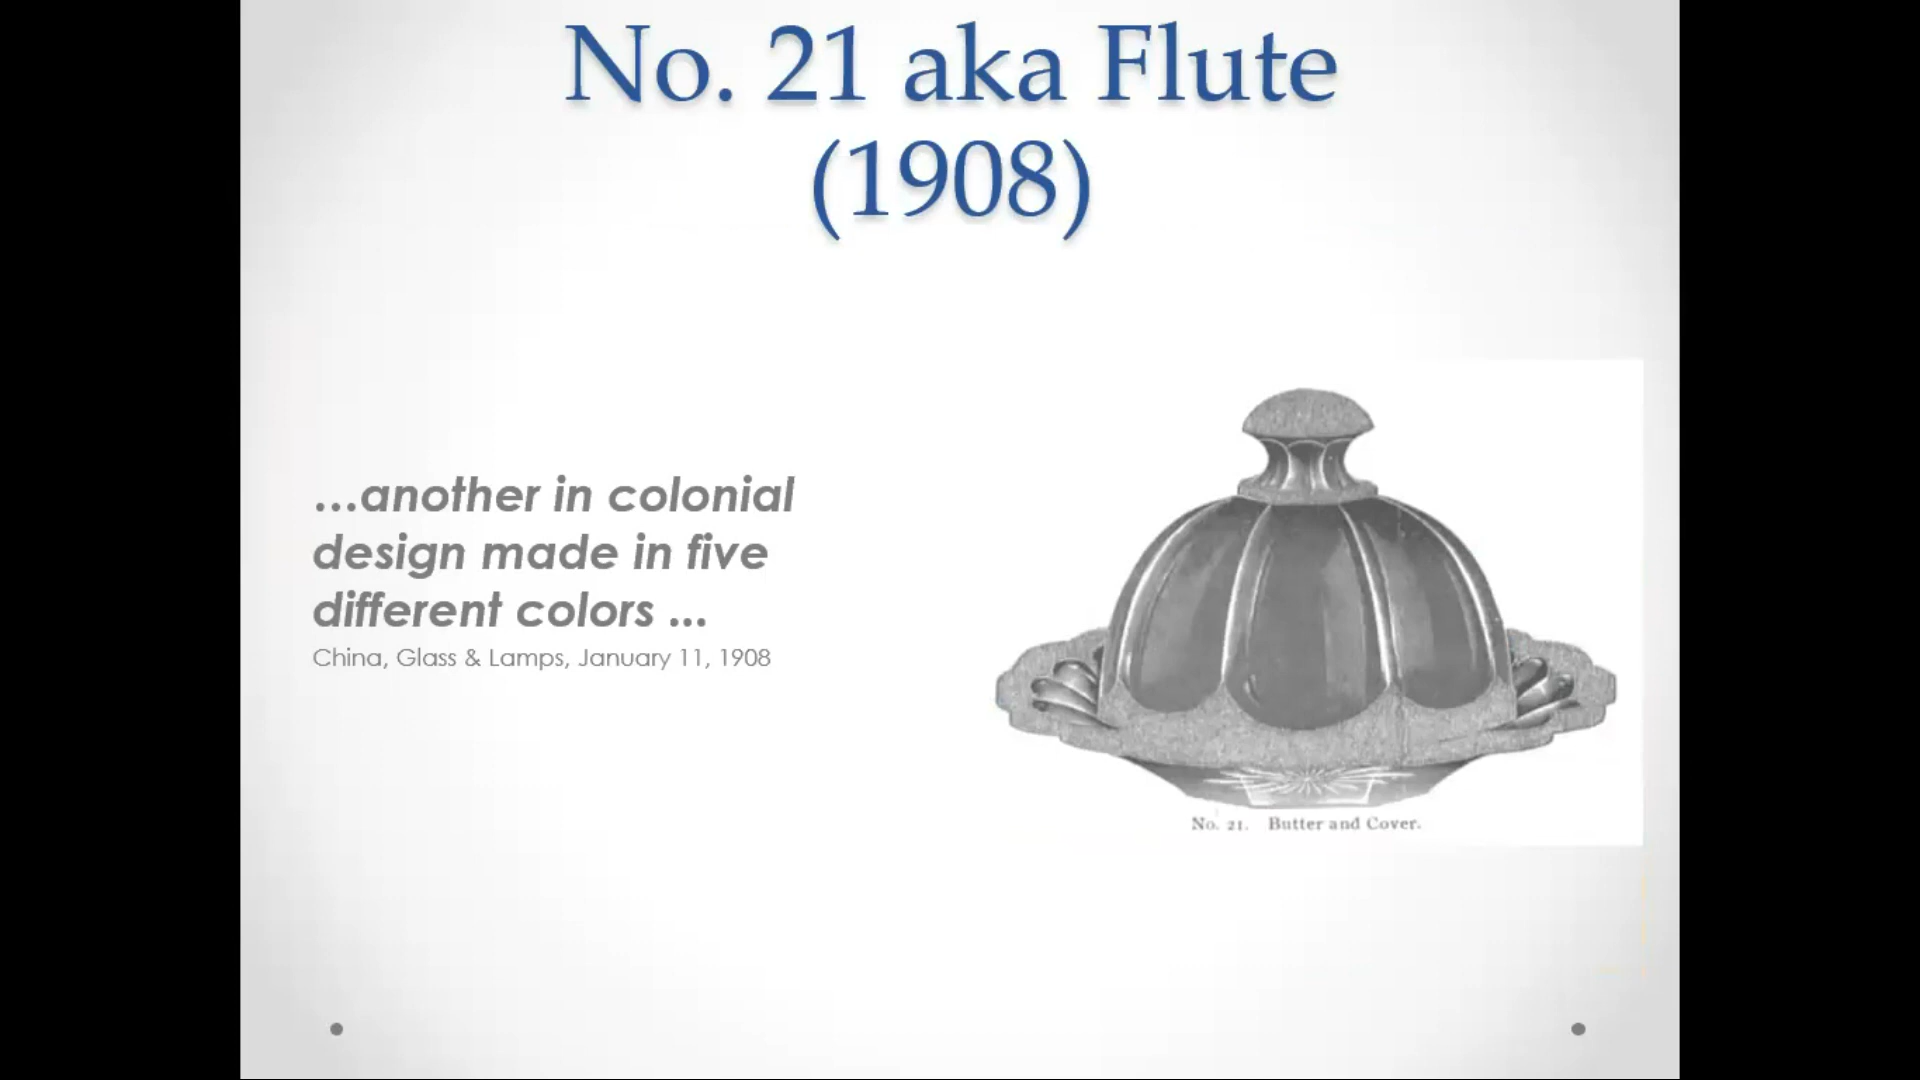 No. 21 aka Flute
(1908)
...another in colonial
design made in five
different colors ...
China, Glass & Lamps, January 11, 1908
No. 21. Butter and Cover.